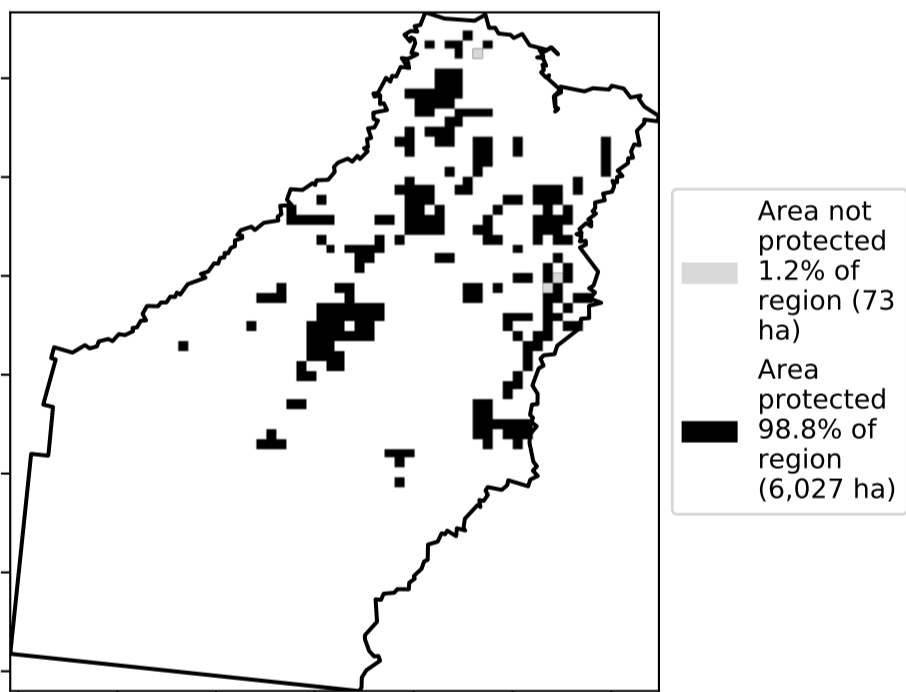 Area not
protected
1.2% of
region (73
ha)
Area
protected
98.8% of
region
(6,027 ha)